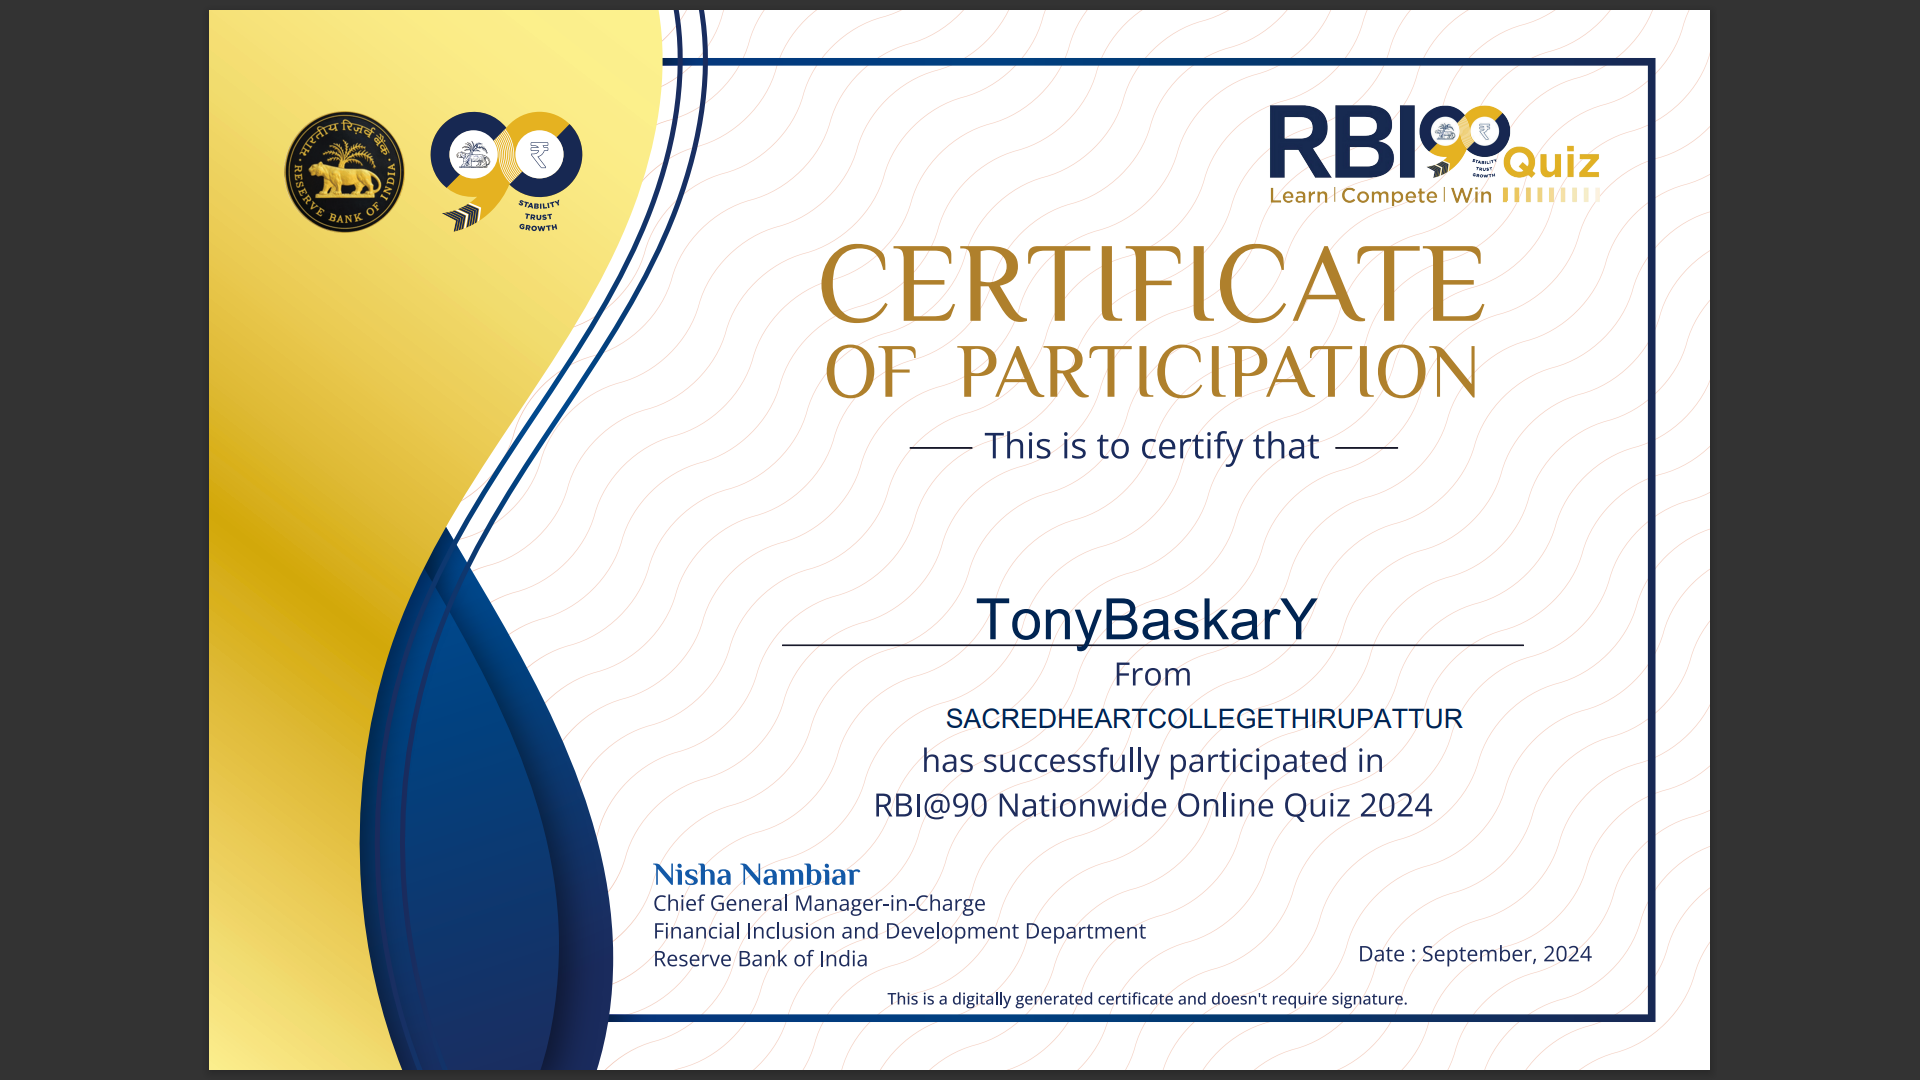 भारतीय रिज़र्व बैंक
RESERVE BANK OF INDIA
90
STABILITY
TRUST
GROWTH
RBI90 Quiz
STABILITY
TRUST
GROWTH
Learn | Compete | Win
CERTIFICATE
OF PARTICIPATION
This is to certify that
TonyBaskarY
From
SACREDHEARTCOLLEGETHIRUPATTUR
has successfully participated in
RBI@90 Nationwide Online Quiz 2024
Nisha Nambiar
Chief General Manager-in-Charge
Financial Inclusion and Development Department
Reserve Bank of India
Date : September, 2024
This is a digitally generated certificate and doesn't require signature.